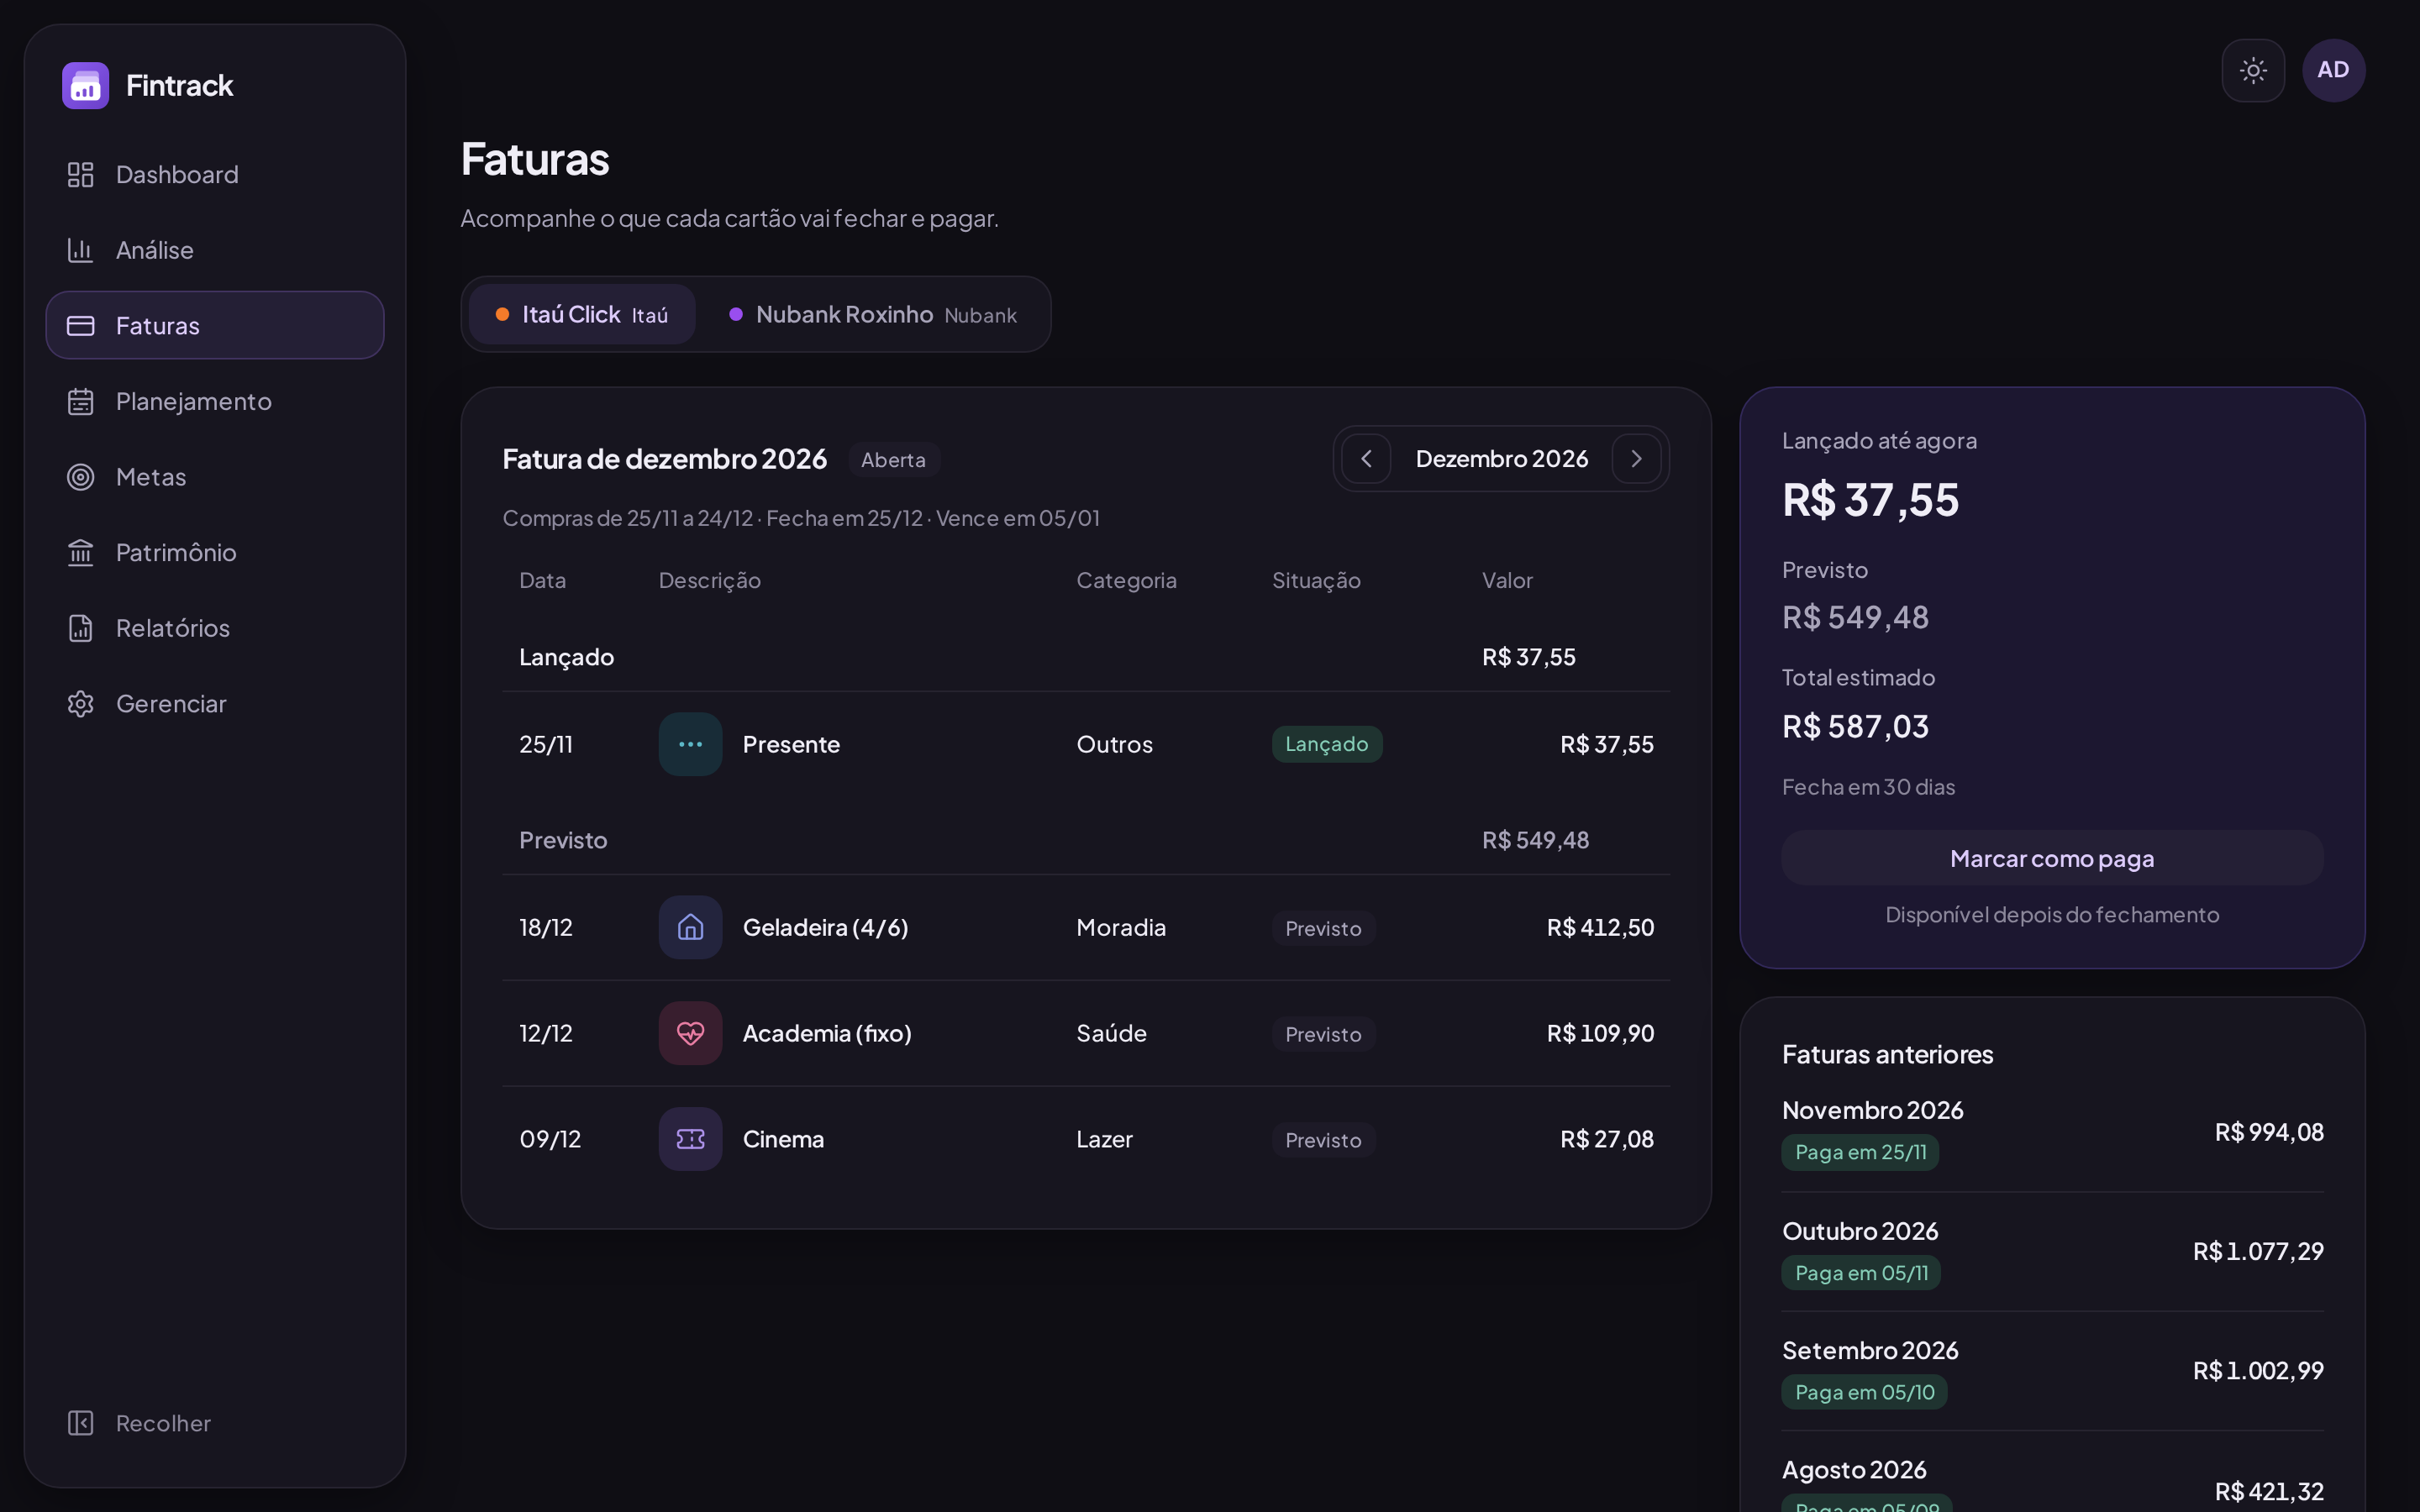 Fintrack
Dashboard
Análise
Faturas
Planejamento
Metas
Patrimônio
Relatórios
Gerenciar
Recolher
AD
Faturas
Acompanhe o que cada cartão vai fechar e pagar.
Itaú Click Itaú
Nubank Roxinho Nubank
Fatura de dezembro 2026 Aberta
Dezembro 2026
Compras de 25/11 a 24/12 · Fecha em 25/12 · Vence em 05/01
Data Descrição Categoria Situação Valor
Lançado R$ 37,55
25/11 Presente Outros Lançado R$ 37,55
Previsto R$ 549,48
18/12 Geladeira (4/6) Moradia Previsto R$ 412,50
12/12 Academia (fixo) Saúde Previsto R$ 109,90
09/12 Cinema Lazer Previsto R$ 27,08
Lançado até agora
R$ 37,55
Previsto
R$ 549,48
Total estimado
R$ 587,03
Fecha em 30 dias
Marcar como paga
Disponível depois do fechamento
Faturas anteriores
Novembro 2026
Paga em 25/11
R$ 994,08
Outubro 2026
Paga em 05/11
R$ 1.077,29
Setembro 2026
Paga em 05/10
R$ 1.002,99
Agosto 2026
Paga em 05/09
R$ 421,32